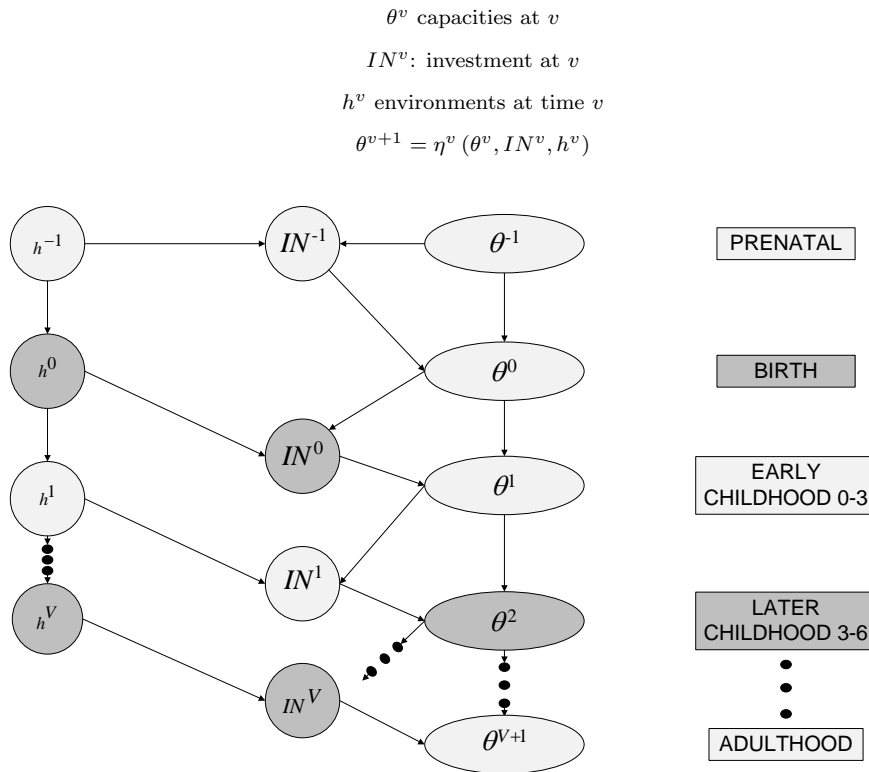 θ^v capacities at v
IN^v: investment at v
h^v environments at time v
θ^{v+1} = η^v (θ^v, IN^v, h^v)
h^{-1} IN^{-1} θ^{-1} PRENATAL
h^0 θ^0 BIRTH
IN^0
h^1 θ^1 EARLY
CHILDHOOD 0-3
IN^1
h^V θ^2 LATER
CHILDHOOD 3-6
IN^V
θ^{V+1} ADULTHOOD